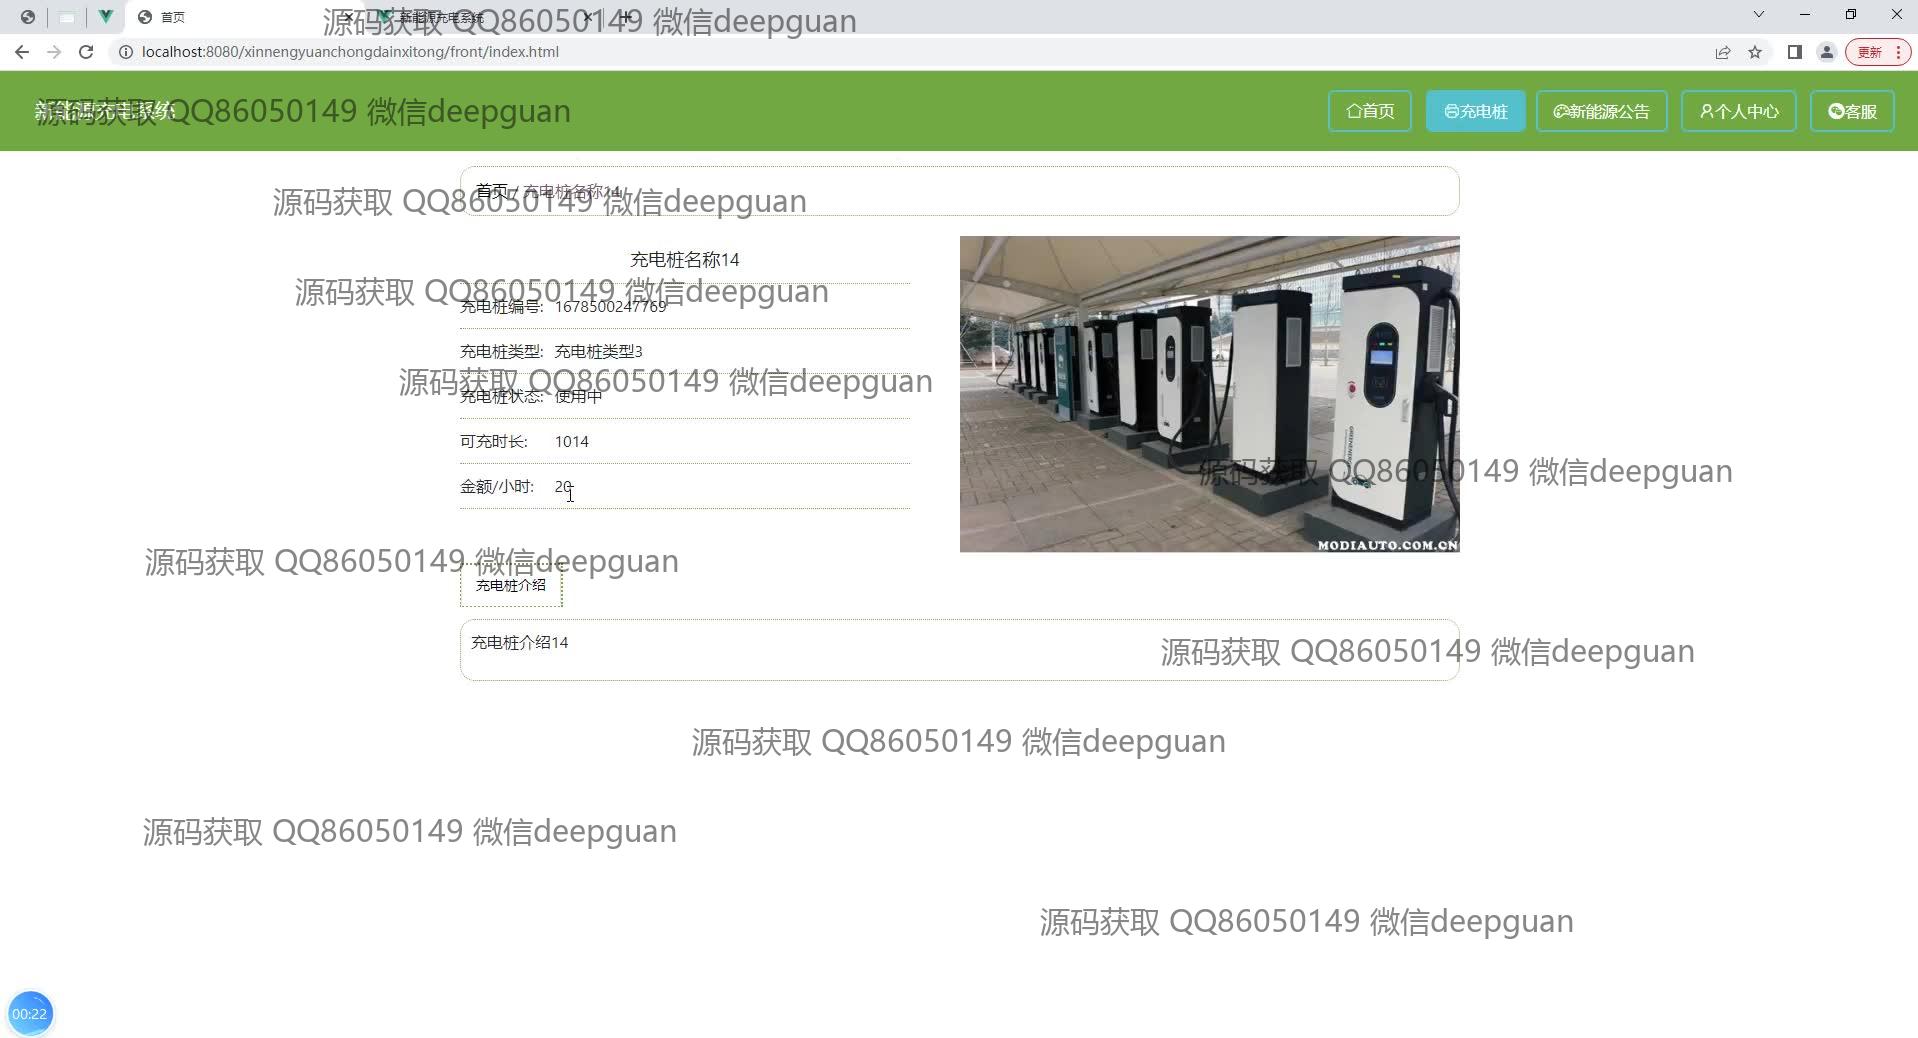 首页
新能源充电系统
源码获取 QQ86050149 微信deepguan
localhost:8080/xinnengyuanchongdainxitong/front/index.html
更新
新能源充电系统
源码获取 QQ86050149 微信deepguan
首页
充电桩
新能源公告
个人中心
客服
首页 / 充电桩名称14
源码获取 QQ86050149 微信deepguan
充电桩名称14
源码获取 QQ86050149 微信deepguan
充电桩编号: 1678500247769
充电桩类型: 充电桩类型3
源码获取 QQ86050149 微信deepguan
充电桩状态: 使用中
可充时长: 1014
源码获取 QQ86050149 微信deepguan
金额/小时: 20
MODIAUTO.COM.CN
源码获取 QQ86050149 微信deepguan
充电桩介绍
充电桩介绍14
源码获取 QQ86050149 微信deepguan
源码获取 QQ86050149 微信deepguan
源码获取 QQ86050149 微信deepguan
源码获取 QQ86050149 微信deepguan
00:22